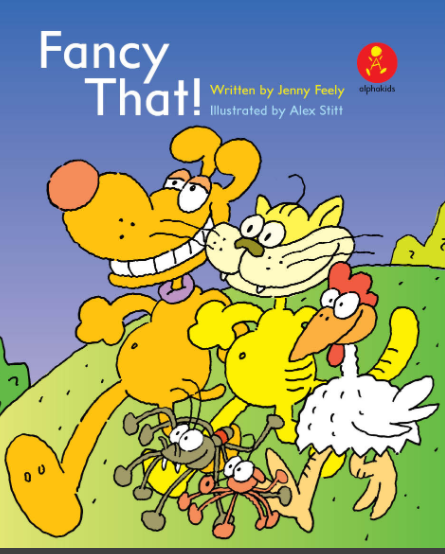 Fancy
That!
Written by Jenny Feely
Illustrated by Alex Stitt
alphakids